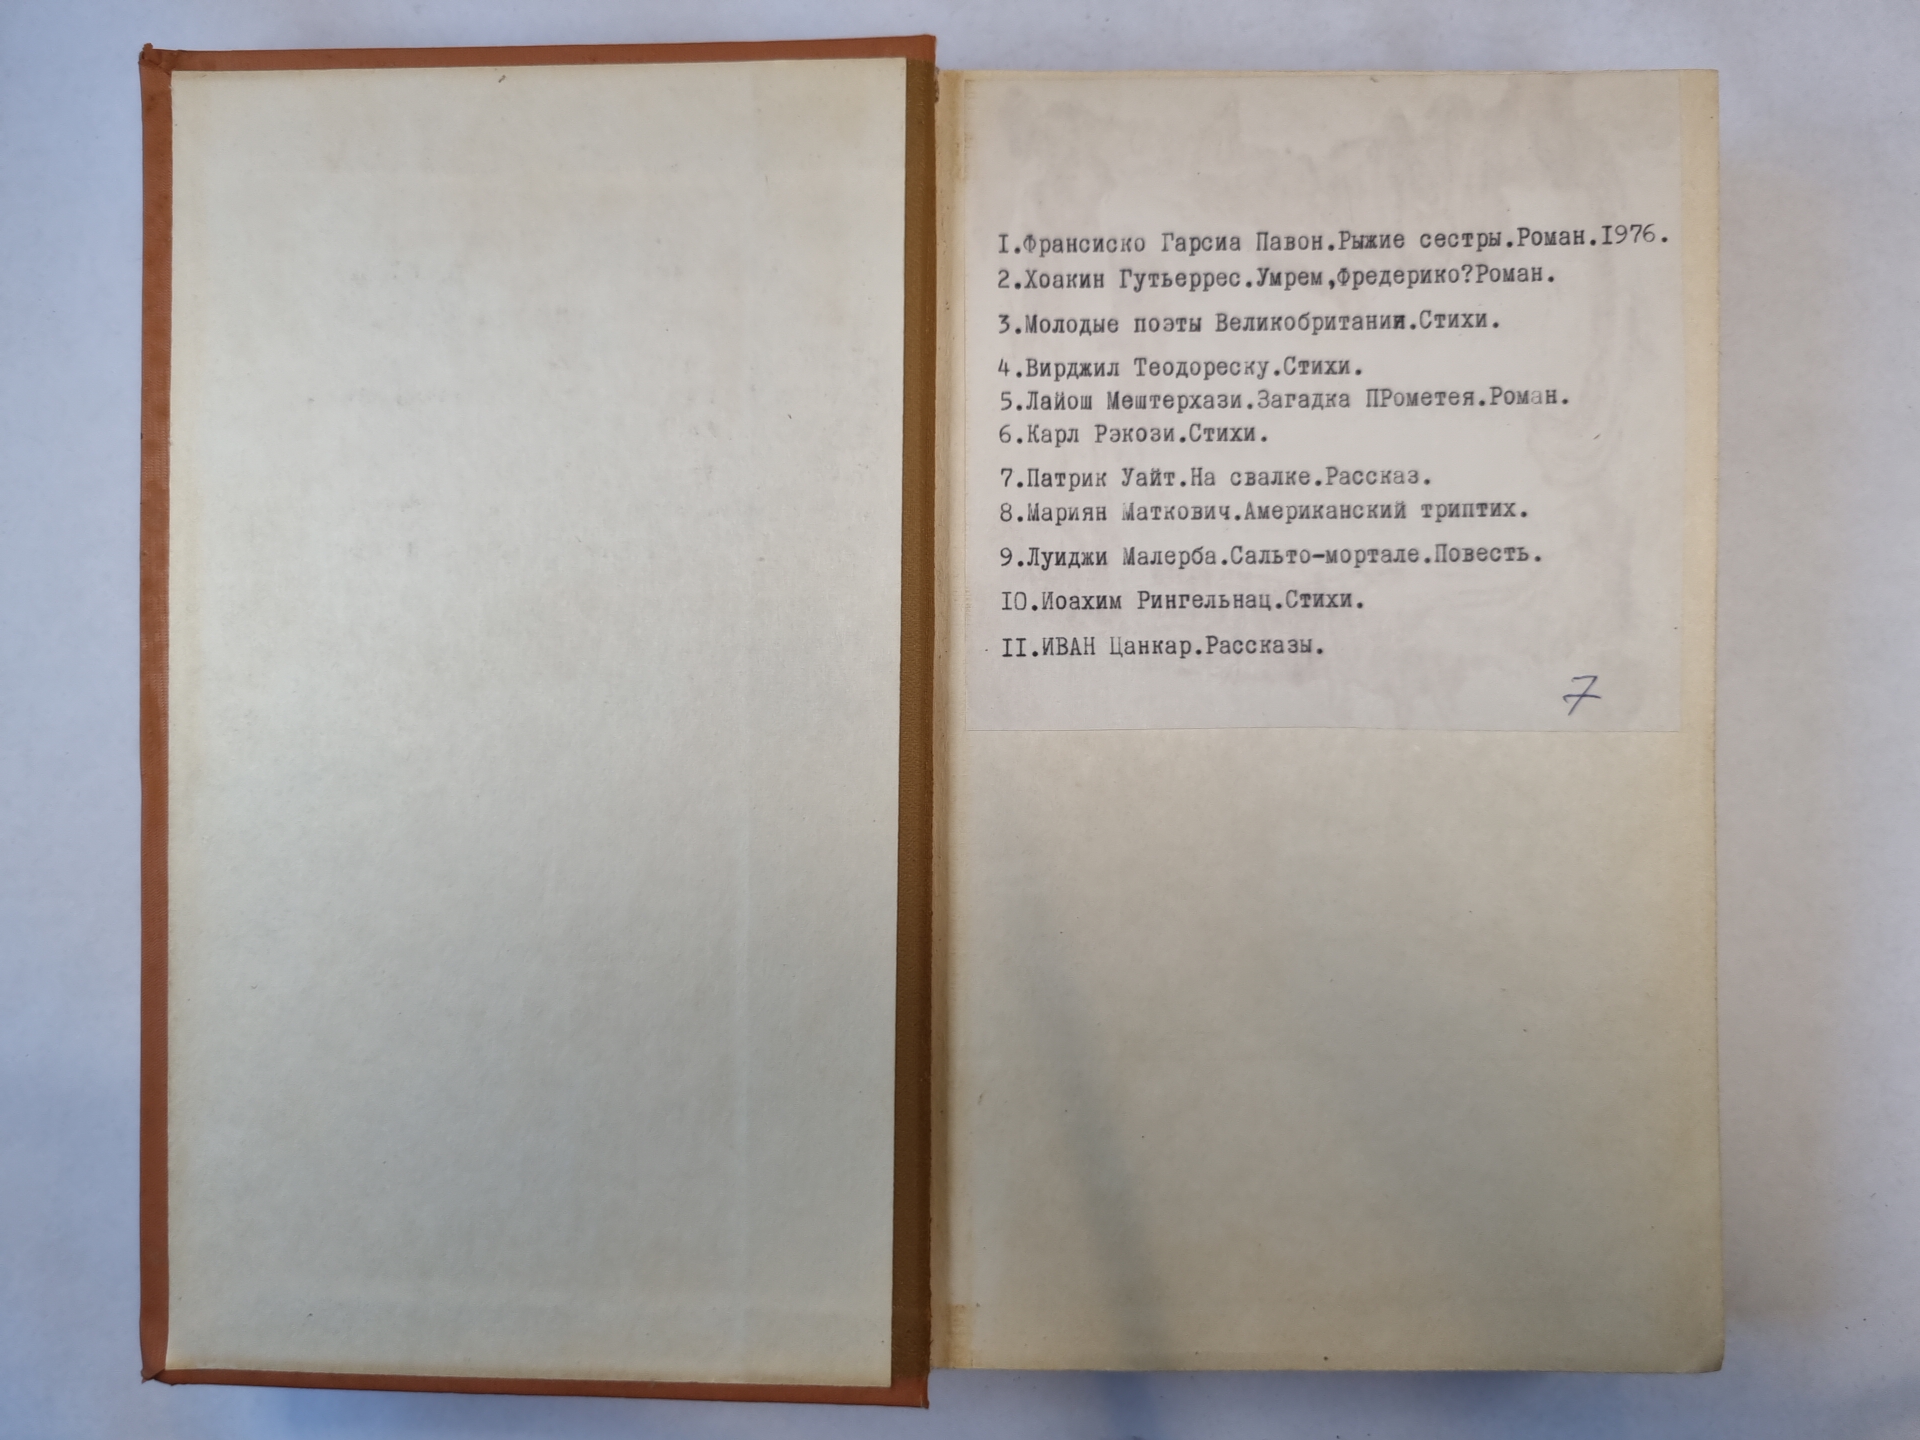 I.Франсиско Гарсиа Павон.Рыжие сестры.Роман.I976.
2.Хоакин Гутьеррес.Умрем,Фредерико?Роман.
3.Молодые поэты Великобритании.Стихи.
4.Вирджил Теодореску.Стихи.
5.Лайош Мештерхази.Загадка ПРометея.Роман.
6.Карл Рэкози.Стихи.
7.Патрик Уайт.На свалке.Рассказ.
8.Мариян Маткович.Американский триптих.
9.Луиджи Малерба.Сальто-мортале.Повесть.
IO.Иоахим Рингельнац.Стихи.
II.ИВАН Цанкар.Рассказы.
7